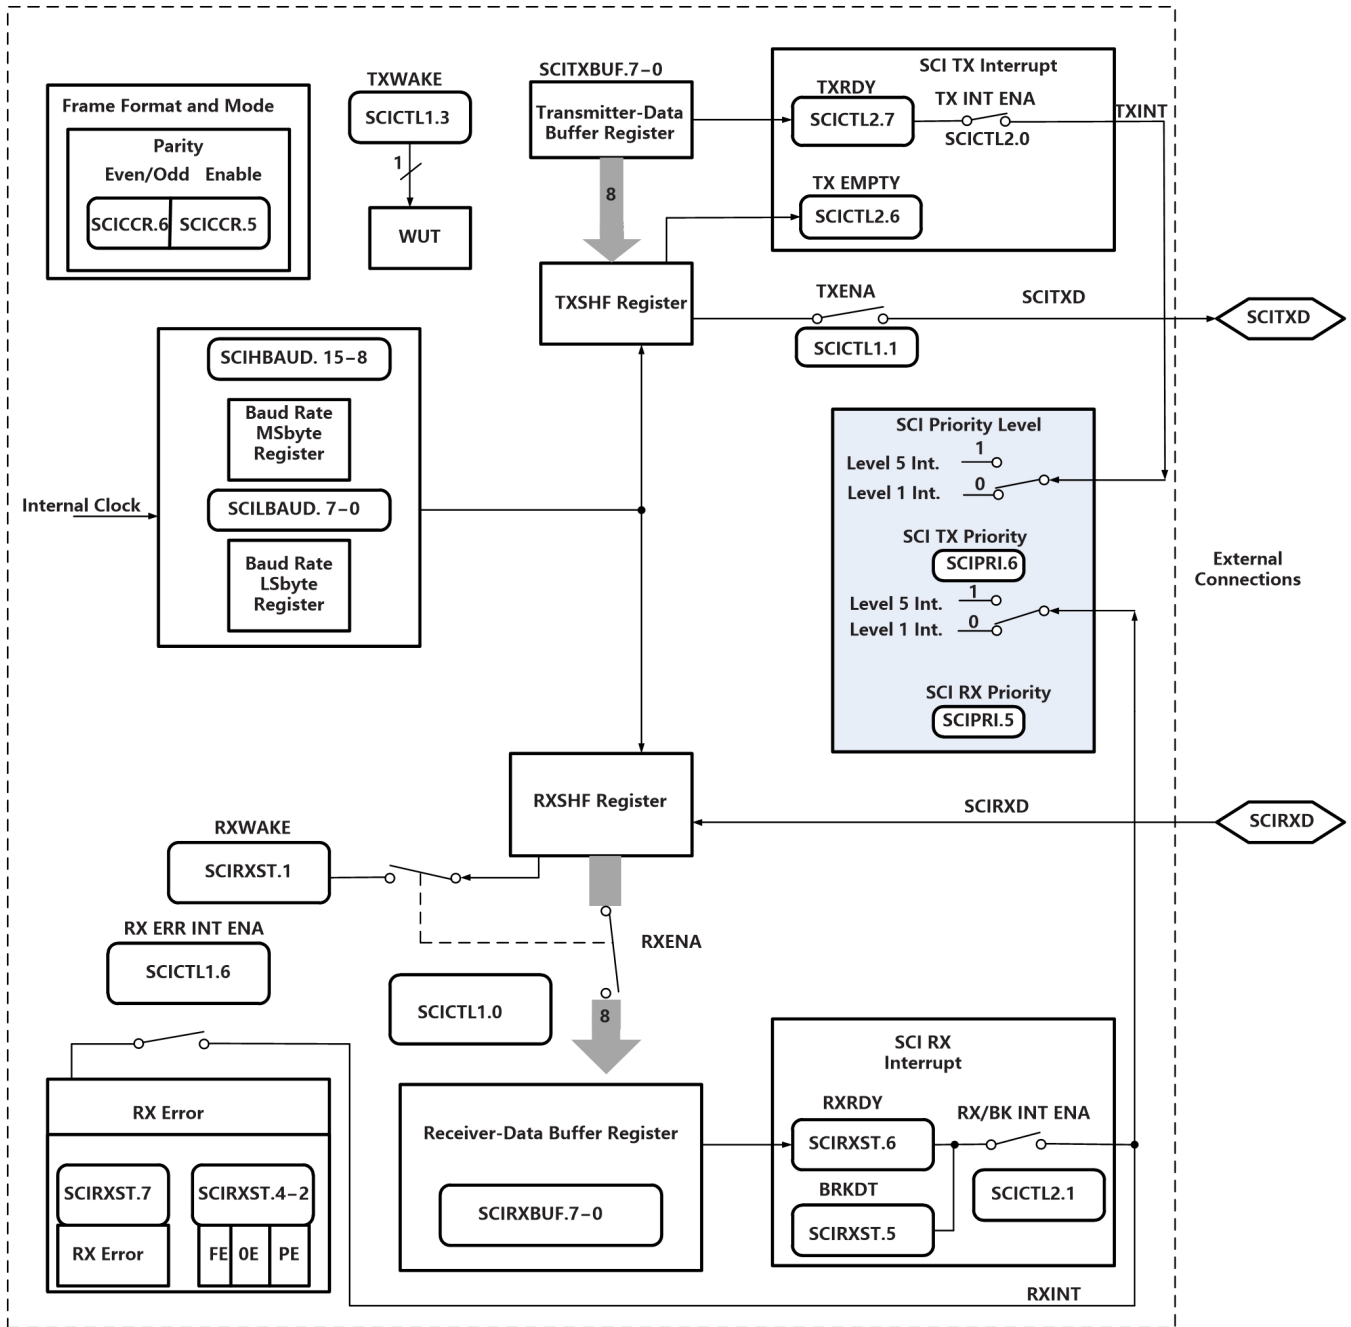 Frame Format and Mode
Parity
Even/Odd Enable
SCICCR.6 SCICCR.5
TXWAKE
SCICTL1.3
1
WUT
SCITXBUF.7-0
Transmitter-Data
Buffer Register
8
TXSHF Register
SCI TX Interrupt
TXRDY
SCICTL2.7
TX INT ENA
SCICTL2.0
TXINT
TX EMPTY
SCICTL2.6
TXENA
SCICTL1.1
SCITXD
SCITXD
SCIHBAUD. 15-8
Baud Rate
MSbyte
Register
Internal Clock
SCILBAUD. 7-0
Baud Rate
LSbyte
Register
SCI Priority Level
1
Level 5 Int.
0
Level 1 Int.
SCI TX Priority
SCIPRI.6
1
Level 5 Int.
0
Level 1 Int.
SCI RX Priority
SCIPRI.5
External
Connections
RXSHF Register
SCIRXD
SCIRXD
RXWAKE
SCIRXST.1
RX ERR INT ENA
SCICTL1.6
RXENA
SCICTL1.0
8
RX Error
SCIRXST.7
SCIRXST.4-2
RX Error
FE 0E PE
Receiver-Data Buffer Register
SCIRXBUF.7-0
SCI RX
Interrupt
RXRDY
SCIRXST.6
RX/BK INT ENA
SCICTL2.1
BRKDT
SCIRXST.5
RXINT